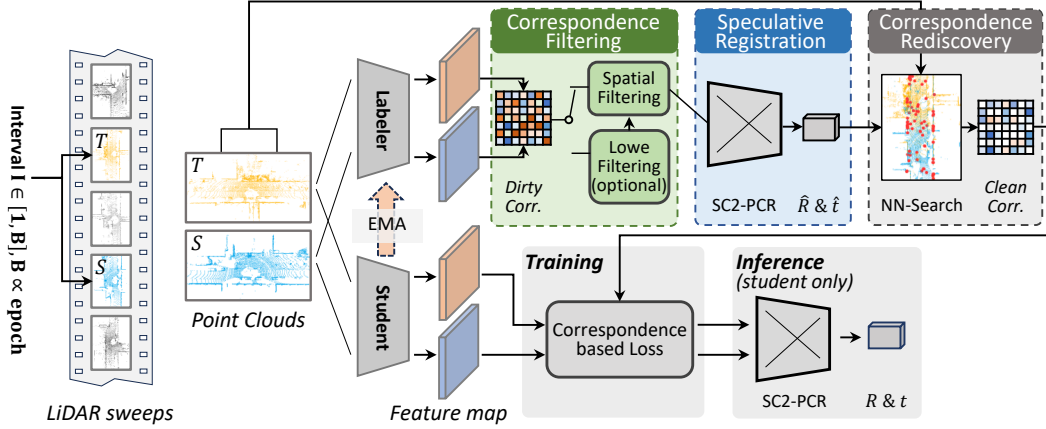 Interval I ∈ [1, B], B ∝ epoch
T
S
LiDAR sweeps
T
S
Point Clouds
Labeler
EMA
Student
Feature map
Correspondence
Filtering
Dirty
Corr.
Spatial
Filtering
Lowe
Filtering
(optional)
Speculative
Registration
SC2-PCR
R̂ & t̂
Correspondence
Rediscovery
NN-Search
Clean
Corr.
Training
Correspondence
based Loss
Inference
(student only)
SC2-PCR
R & t